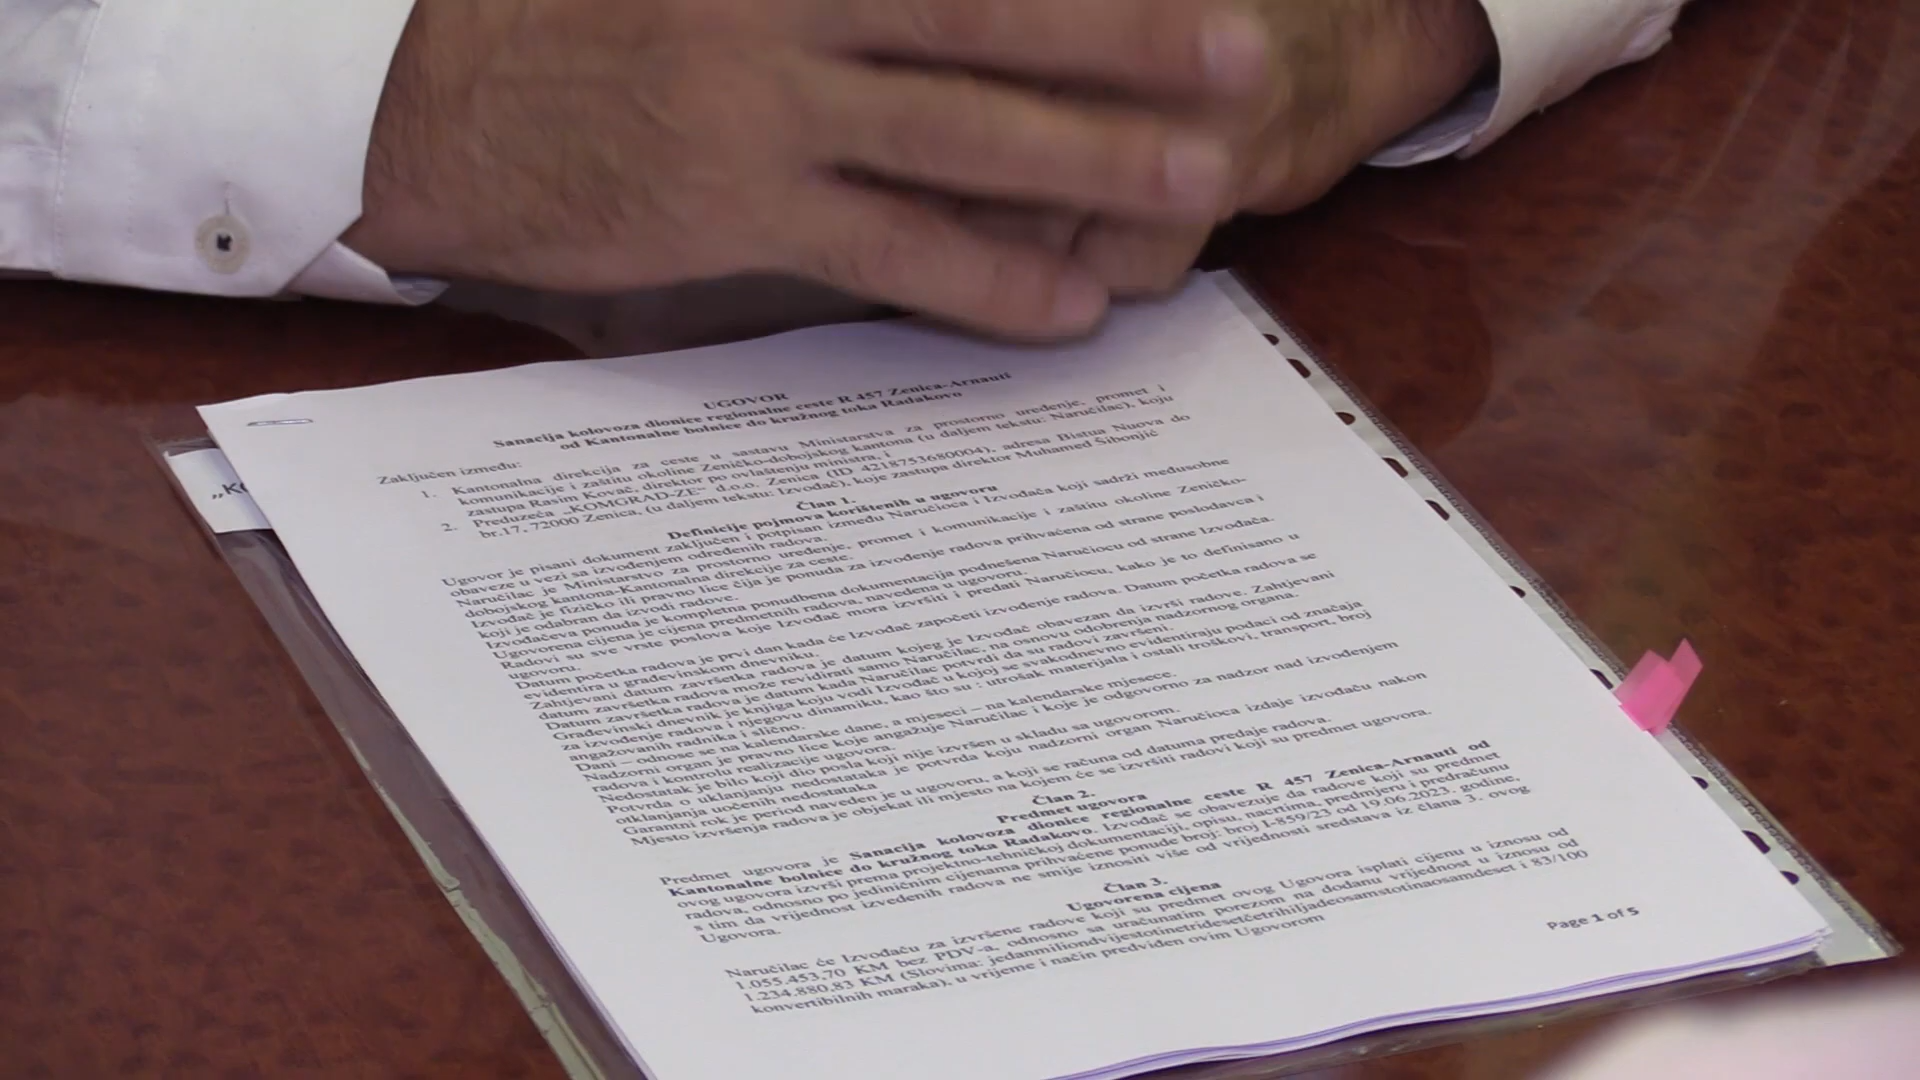 „KO
UGOVOR
Sanacija kolovoza dionice regionalne ceste R 457 Zenica-Arnauti
od Kantonalne bolnice do kružnog toka Radakovo
Zaključen između:
1. Kantonalna direkcija za ceste u sastavu Ministarstva za prostorno uređenje, promet i
komunikacije i zaštitu okoline Zeničko-dobojskog kantona (u daljem tekstu: Naručilac), koju
zastupa Rasim Kovač, direktor po ovlaštenju ministra, i
2. Preduzeća „KOMGRAD-ZE“ d.o.o. Zenica (ID 4218753680004), adresa Bistua Nuova do
br.17, 72000 Zenica, (u daljem tekstu: Izvođač), koje zastupa direktor Muhamed Šibonjić
Član 1.
Definicije pojmova korištenih u ugovoru
Ugovor je pisani dokument zaključen i potpisan između Naručioca i Izvođača koji sadrži međusobne
obaveze u vezi sa izvođenjem određenih radova.
Naručilac je Ministarstvo za prostorno uređenje, promet i komunikacije i zaštitu okoline Zeničko-
dobojskog kantona-Kantonalna direkcije za ceste.
Izvođač je fizičko ili pravno lice čija je ponuda za izvođenje radova prihvaćena od strane poslodavca i
koji je odabran da izvodi radove.
Izvođačeva ponuda je kompletna ponudbena dokumentacija podnešena Naručiocu od strane Izvođača.
Ugovorena cijena je cijena predmetnih radova, navedena u ugovoru.
Radovi su sve vrste poslova koje Izvođač mora izvršiti i predati Naručiocu, kako je to definisano u
ugovoru.
Datum početka radova je prvi dan kada će Izvođač započeti izvođenje radova. Datum početka radova se
evidentira u građevinskom dnevniku.
Zahtjevani datum završetka radova je datum kojeg je Izvođač obavezan da izvrši radove. Zahtjevani
datum završetka radova može revidirati samo Naručilac, na osnovu odobrenja nadzornog organa.
Datum završetka radova je datum kada Naručilac potvrdi da su radovi završeni.
Građevinski dnevnik je knjiga koju vodi Izvođač u kojoj se svakodnevno evidentiraju podaci od značaja
za izvođenje radova i njegovu dinamiku, kao što su : utrošak materijala i ostali troškovi, transport, broj
angažovanih radnika i slično.
Dani – odnose se na kalendarske dane, a mjeseci – na kalendarske mjesece.
Nadzorni organ je pravno lice koje angažuje Naručilac i koje je odgovorno za nadzor nad izvođenjem
radova i kontrolu realizacije ugovora.
Nedostatak je bilo koji dio posla koji nije izvršen u skladu sa ugovorom.
Potvrda o uklanjanju nedostataka je potvrda koju nadzorni organ Naručioca izdaje izvođaču nakon
otklanjanja uočenih nedostataka
Garantni rok je period naveden je u ugovoru, a koji se računa od datuma predaje radova.
Mjesto izvršenja radova je objekat ili mjesto na kojem će se izvršiti radovi koji su predmet ugovora.
Član 2.
Predmet ugovora
Predmet ugovora je Sanacija kolovoza dionice regionalne ceste R 457 Zenica-Arnauti od
Kantonalne bolnice do kružnog toka Radakovo. Izvođač se obavezuje da radove koji su predmet
ovog ugovora izvrši prema projektno-tehničkoj dokumentaciji, opisu, nacrtima, predmjeru i predračunu
radova, odnosno po jediničnim cijenama prihvaćene ponude broj: broj I-859/23 od 19.06.2023. godine,
s tim da vrijednost izvedenih radova ne smije iznositi više od vrijednosti sredstava iz člana 3. ovog
Ugovora.
Član 3.
Ugovorena cijena
Naručilac će Izvođaču za izvršene radove koji su predmet ovog Ugovora isplati cijenu u iznosu od
1.055.453,70 KM bez PDV-a, odnosno sa uračunatim porezom na dodanu vrijednost u iznosu od
1.234.880,83 KM (Slovima: jedanmiliondvijestotinetridesetčetrihiljadeosamstotinaosamdeset i 83/100
konvertibilnih maraka), u vrijeme i način predviđen ovim Ugovorom
Page 1 of 5